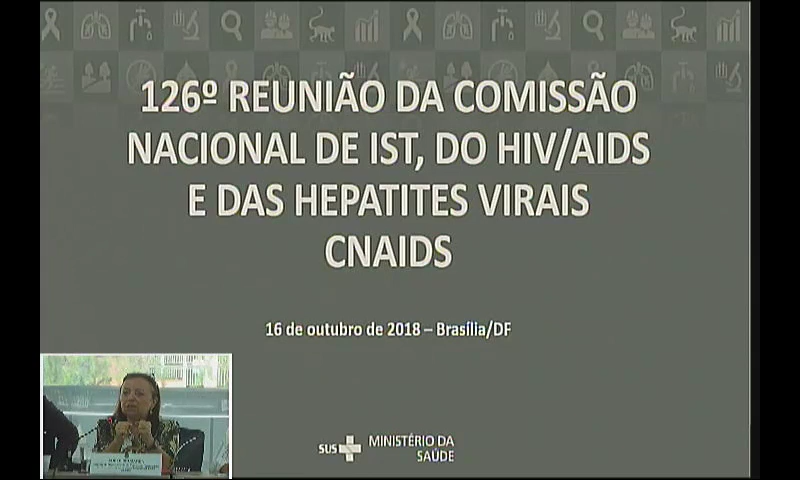 126º REUNIÃO DA COMISSÃO
NACIONAL DE IST, DO HIV/AIDS
E DAS HEPATITES VIRAIS
CNAIDS
16 de outubro de 2018 – Brasília/DF
SUS
MINISTÉRIO DA
SAÚDE